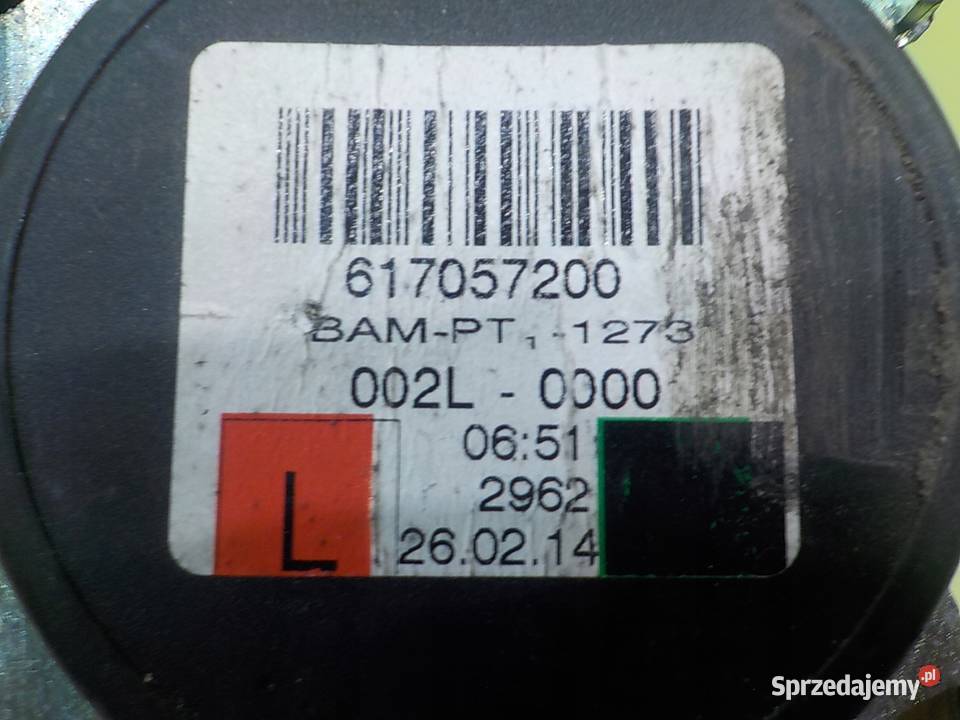 617057200
BAM-PT1-1273
002L - 0000
06:51
2962
L
26.02.14
Sprzedajemy.pl